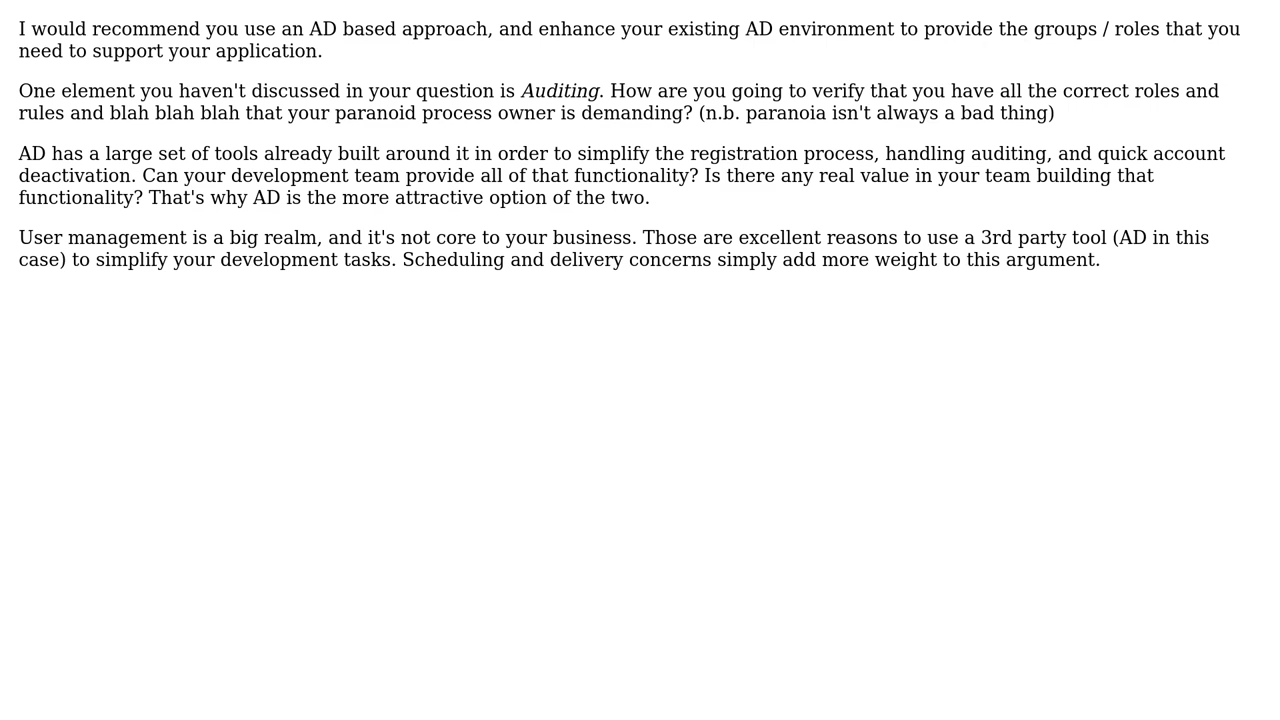 I would recommend you use an AD based approach, and enhance your existing AD environment to provide the groups / roles that you
need to support your application.
One element you haven't discussed in your question is Auditing. How are you going to verify that you have all the correct roles and
rules and blah blah blah that your paranoid process owner is demanding? (n.b. paranoia isn't always a bad thing)
AD has a large set of tools already built around it in order to simplify the registration process, handling auditing, and quick account
deactivation. Can your development team provide all of that functionality? Is there any real value in your team building that
functionality? That's why AD is the more attractive option of the two.
User management is a big realm, and it's not core to your business. Those are excellent reasons to use a 3rd party tool (AD in this
case) to simplify your development tasks. Scheduling and delivery concerns simply add more weight to this argument.